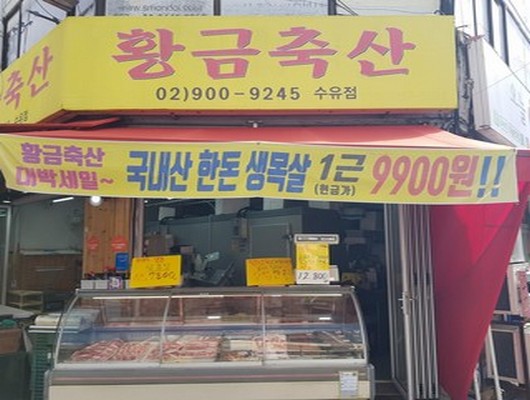 황금축산
02)900-9245 수유점
축산
황금축산
대박세일~
국내산 한돈 생목살 1근
(현금가)
9900원!!
12,800